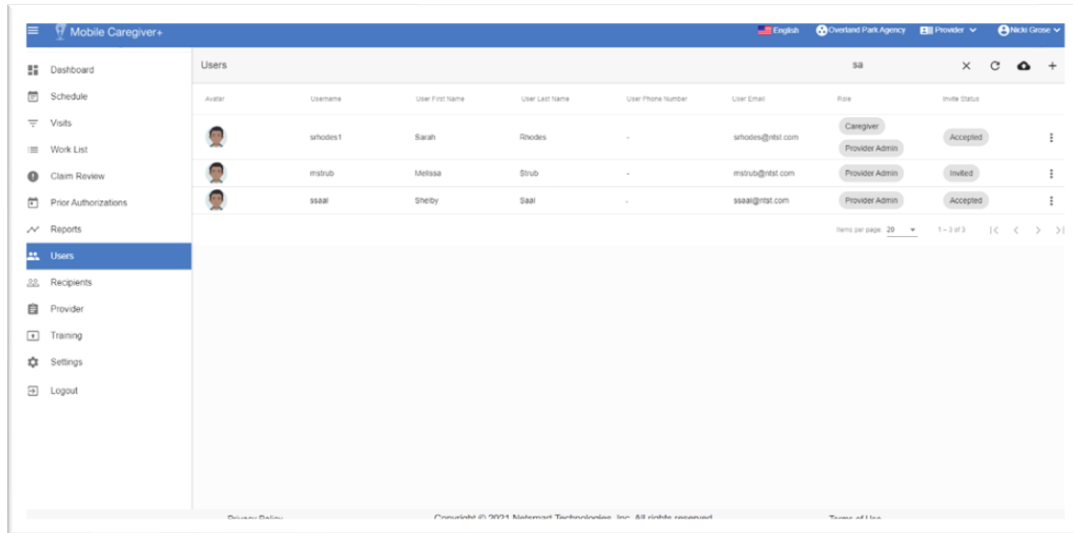 Mobile Caregiver+
English Overland Park Agency Provider Nicki Grose
Dashboard
Schedule
Visits
Work List
Claim Review
Prior Authorizations
Reports
Users
Recipients
Provider
Training
Settings
Logout
Users sa
Avatar Username User First Name User Last Name User Phone Number User Email Role Invite Status
srhodes1 Sarah Rhodes - srhodes@ntst.com Caregiver Provider Admin Accepted
mstrub Melissa Strub - mstrub@ntst.com Provider Admin Invited
ssaal Shelby Saal - ssaal@ntst.com Provider Admin Accepted
Items per page: 20 1 – 3 of 3
Privacy Policy Copyright © 2021 Netsmart Technologies, Inc. All rights reserved Terms of Use